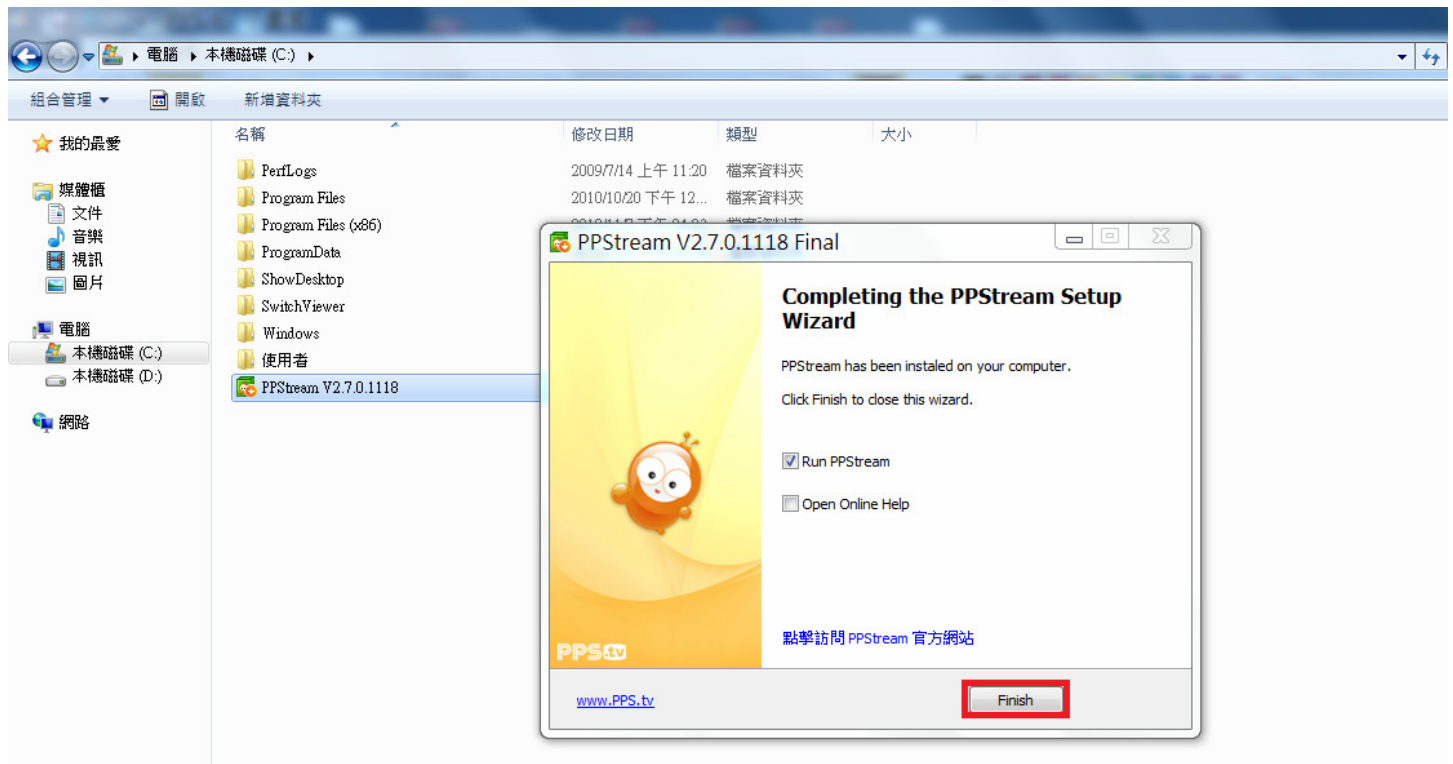 電腦 本機磁碟 (C:)
組合管理 開啟 新增資料夾
名稱 修改日期 類型 大小
我的最愛
媒體櫃
文件
音樂
視訊
圖片
電腦
本機磁碟 (C:)
本機磁碟 (D:)
網路
PerfLogs 2009/7/14 上午 11:20 檔案資料夾
Program Files 2010/10/20 下午 12... 檔案資料夾
Program Files (x86)
ProgramData
ShowDesktop
SwitchViewer
Windows
使用者
PPStream V2.7.0.1118
PPStream V2.7.0.1118 Final
Completing the PPStream Setup
Wizard
PPStream has been instaled on your computer.
Click Finish to close this wizard.
Run PPStream
Open Online Help
點擊訪問 PPStream 官方網站
PPS.tv
www.PPS.tv
Finish